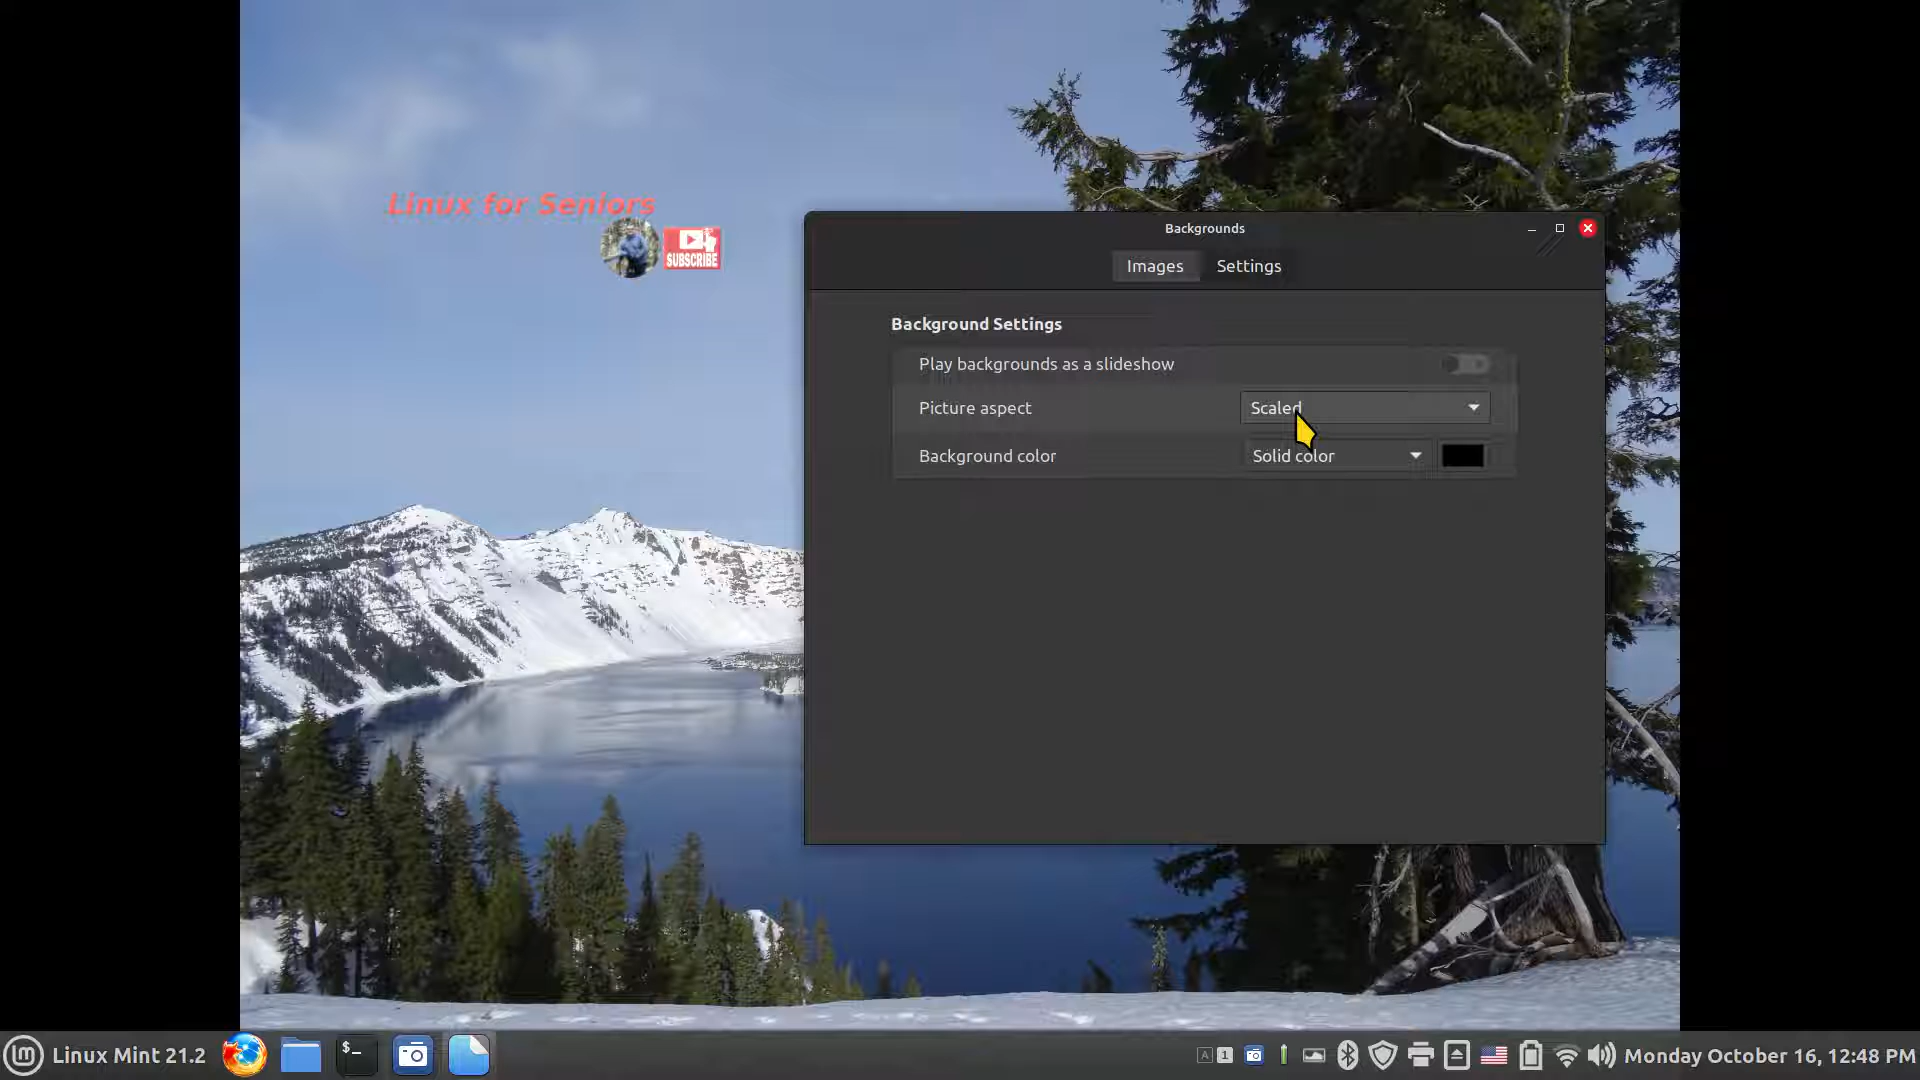 Linux for Seniors
SUBSCRIBE
Backgrounds
Images Settings
Background Settings
Play backgrounds as a slideshow
Picture aspect Scaled
Background color Solid color
Linux Mint 21.2 $_ A 1 Monday October 16, 12:48 PM